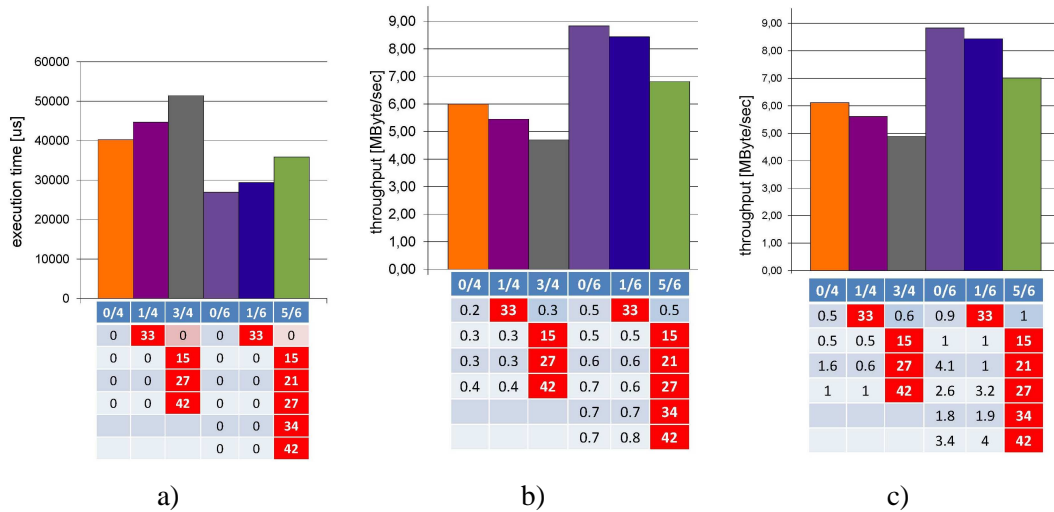 execution time [us]
60000
50000
40000
30000
20000
10000
0
0/4 1/4 3/4 0/6 1/6 5/6
0 33 0 0 33 0
0 0 15 0 0 15
0 0 27 0 0 21
0 0 42 0 0 27
0 0 34
0 0 42
a)
throughput [MByte/sec]
9,00
8,00
7,00
6,00
5,00
4,00
3,00
2,00
1,00
0,00
0/4 1/4 3/4 0/6 1/6 5/6
0.2 33 0.3 0.5 33 0.5
0.3 0.3 15 0.5 0.5 15
0.3 0.3 27 0.6 0.6 21
0.4 0.4 42 0.7 0.6 27
0.7 0.7 34
0.7 0.8 42
b)
throughput [MByte/sec]
9,00
8,00
7,00
6,00
5,00
4,00
3,00
2,00
1,00
0,00
0/4 1/4 3/4 0/6 1/6 5/6
0.5 33 0.6 0.9 33 1
0.5 0.5 15 1 1 15
1.6 0.6 27 4.1 1 21
1 1 42 2.6 3.2 27
1.8 1.9 34
3.4 4 42
c)